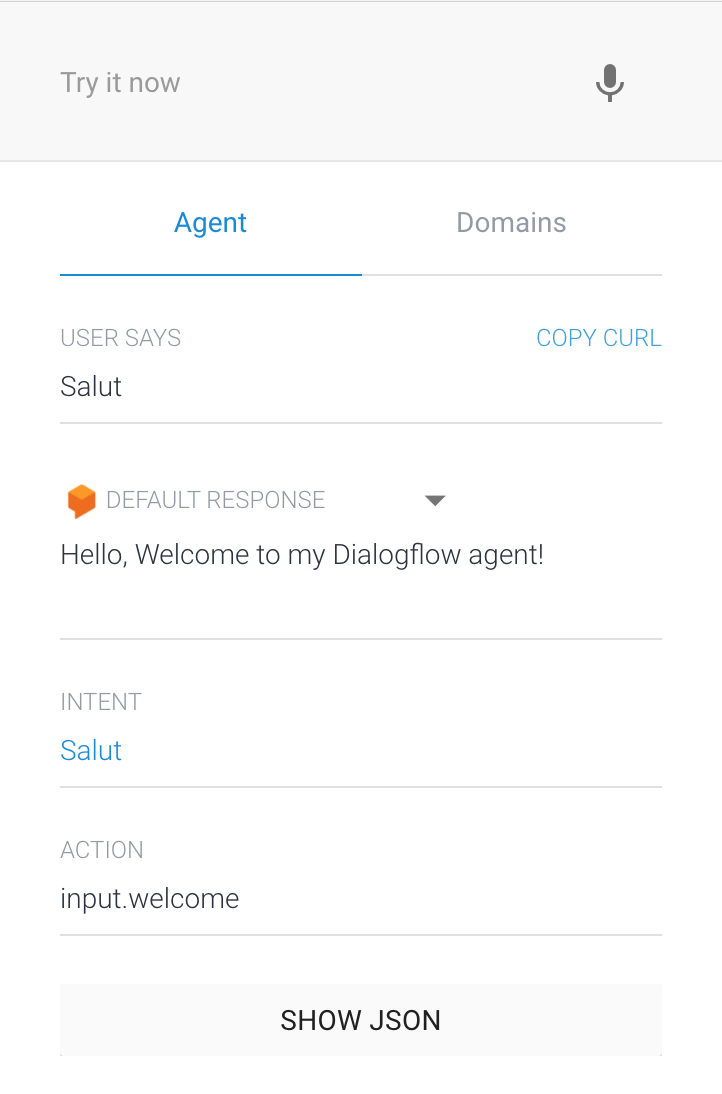 Try it now
Agent
Domains
USER SAYS
COPY CURL
Salut
DEFAULT RESPONSE
Hello, Welcome to my Dialogflow agent!
INTENT
Salut
ACTION
input.welcome
SHOW JSON